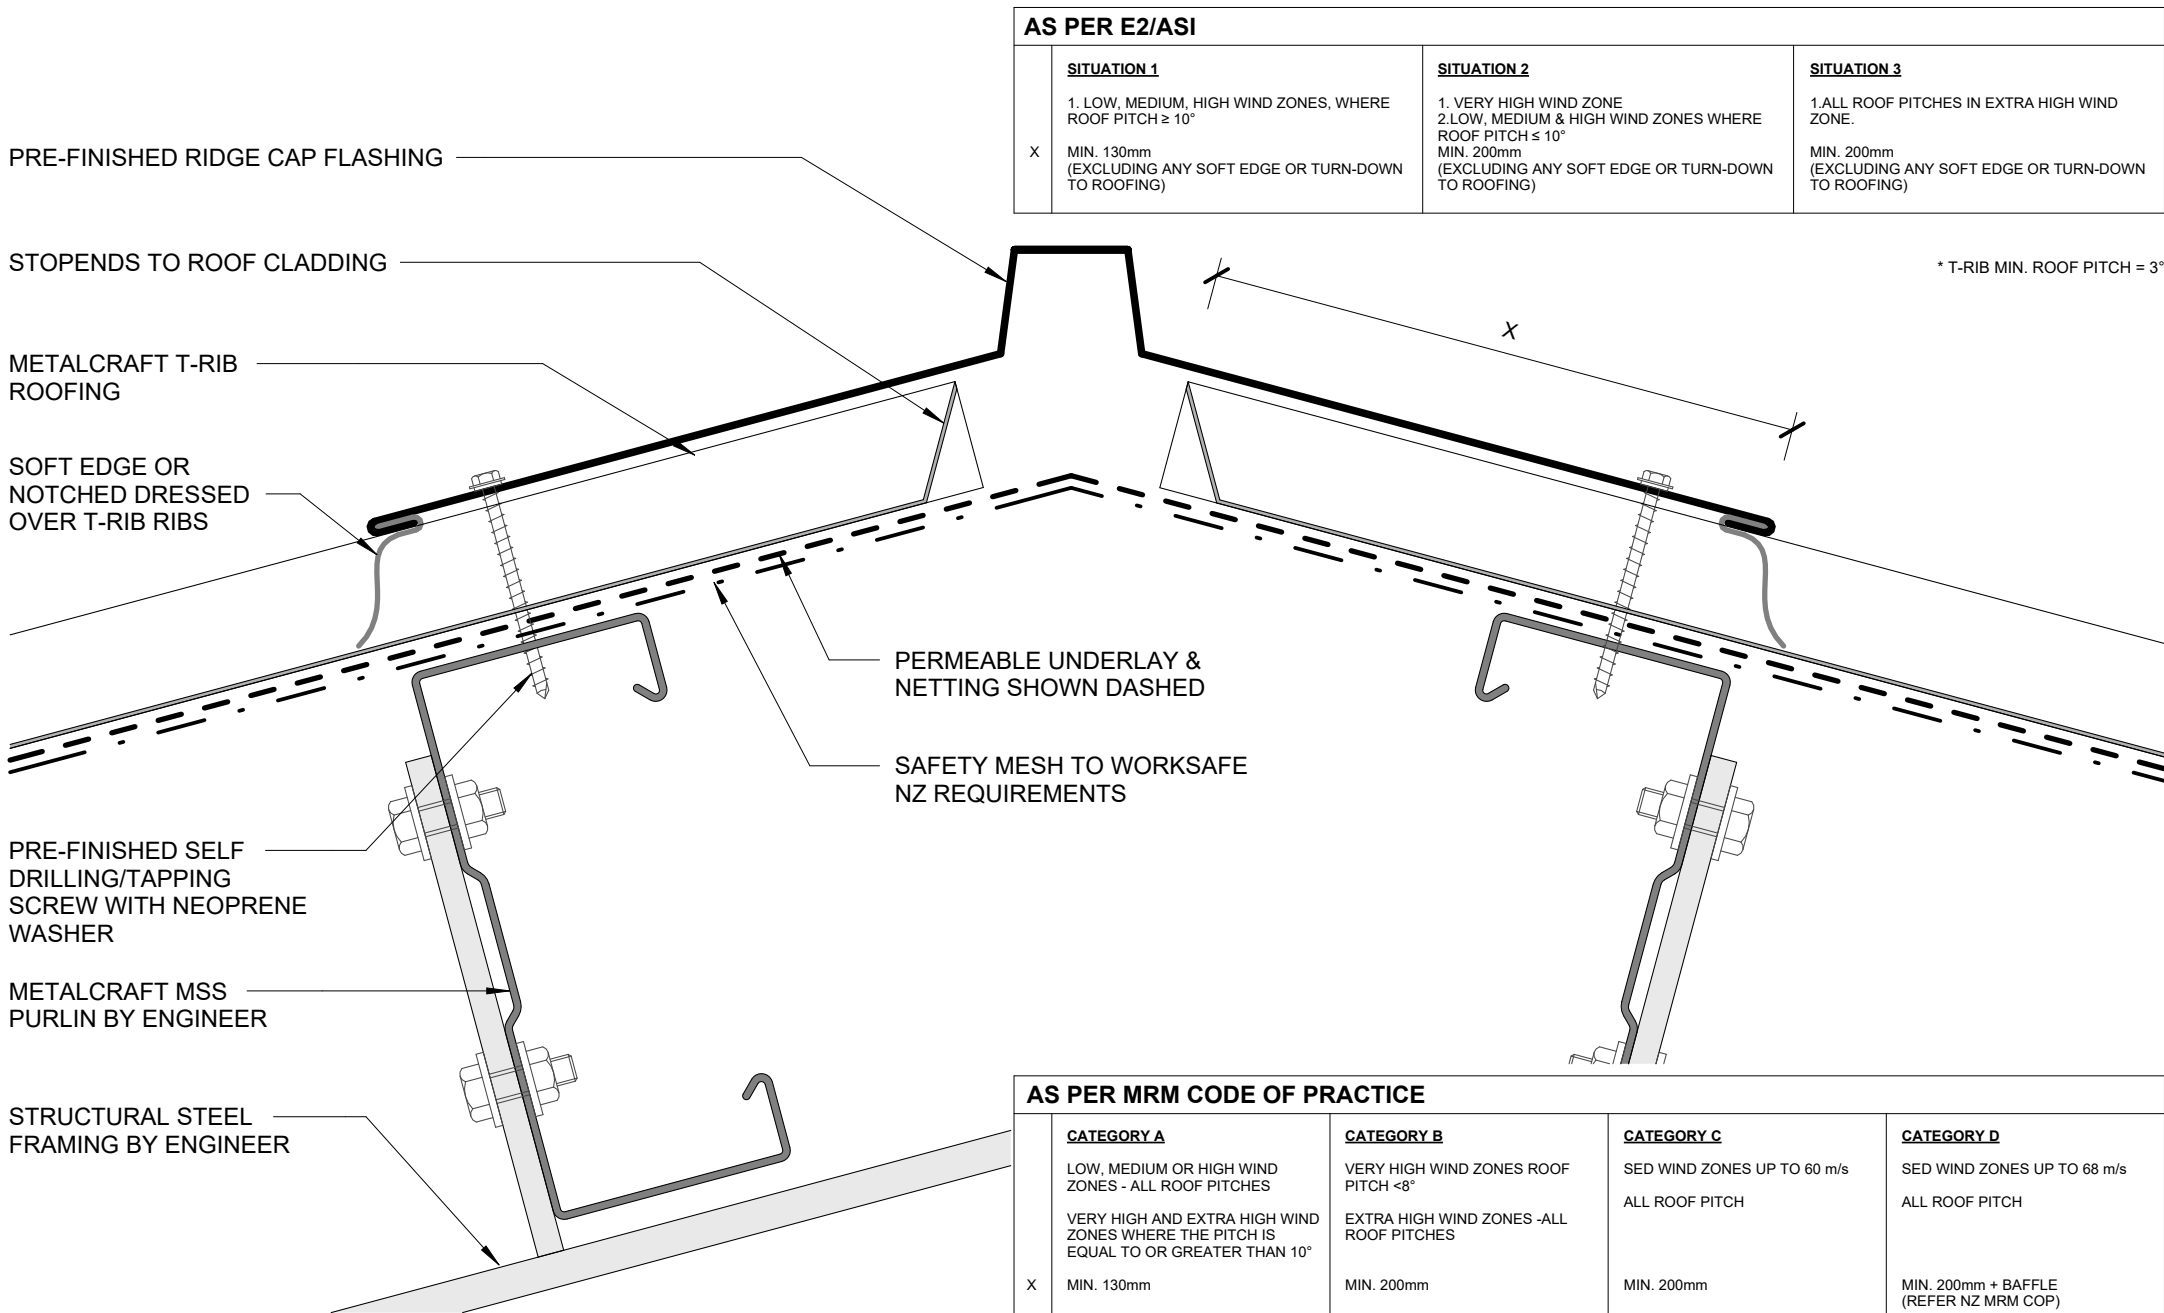 AS PER E2/ASI
SITUATION 1
1. LOW, MEDIUM, HIGH WIND ZONES, WHERE
ROOF PITCH ≥ 10°
X
MIN. 130mm
(EXCLUDING ANY SOFT EDGE OR TURN-DOWN
TO ROOFING)
SITUATION 2
1. VERY HIGH WIND ZONE
2.LOW, MEDIUM & HIGH WIND ZONES WHERE
ROOF PITCH ≤ 10°
MIN. 200mm
(EXCLUDING ANY SOFT EDGE OR TURN-DOWN
TO ROOFING)
SITUATION 3
1.ALL ROOF PITCHES IN EXTRA HIGH WIND
ZONE.
MIN. 200mm
(EXCLUDING ANY SOFT EDGE OR TURN-DOWN
TO ROOFING)
* T-RIB MIN. ROOF PITCH = 3°
X
PRE-FINISHED RIDGE CAP FLASHING
STOPENDS TO ROOF CLADDING
METALCRAFT T-RIB
ROOFING
SOFT EDGE OR
NOTCHED DRESSED
OVER T-RIB RIBS
PERMEABLE UNDERLAY &
NETTING SHOWN DASHED
SAFETY MESH TO WORKSAFE
NZ REQUIREMENTS
PRE-FINISHED SELF
DRILLING/TAPPING
SCREW WITH NEOPRENE
WASHER
METALCRAFT MSS
PURLIN BY ENGINEER
STRUCTURAL STEEL
FRAMING BY ENGINEER
AS PER MRM CODE OF PRACTICE
CATEGORY A
LOW, MEDIUM OR HIGH WIND
ZONES - ALL ROOF PITCHES
VERY HIGH AND EXTRA HIGH WIND
ZONES WHERE THE PITCH IS
EQUAL TO OR GREATER THAN 10°
X
MIN. 130mm
CATEGORY B
VERY HIGH WIND ZONES ROOF
PITCH <8°
EXTRA HIGH WIND ZONES -ALL
ROOF PITCHES
MIN. 200mm
CATEGORY C
SED WIND ZONES UP TO 60 m/s
ALL ROOF PITCH
MIN. 200mm
CATEGORY D
SED WIND ZONES UP TO 68 m/s
ALL ROOF PITCH
MIN. 200mm + BAFFLE
(REFER NZ MRM COP)